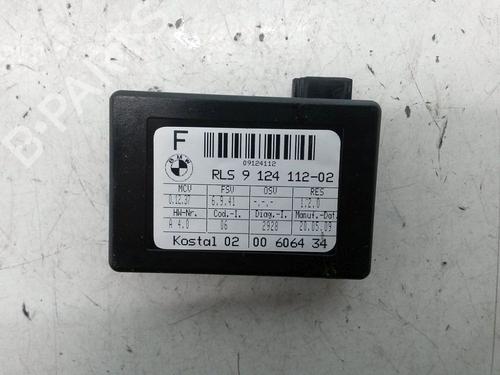 F
BMW
09124112
RLS 9 124 112-02
MCV FSV OSV RES
0.12.37 6.9.41 -.-.- 1.2.0
HW-Nr. Cod.-I. Diag.-I. Manuf.-Dat.
A 4.0 06 2928 20.05.09
Kostal 02 00 6064 34
B-PARTS